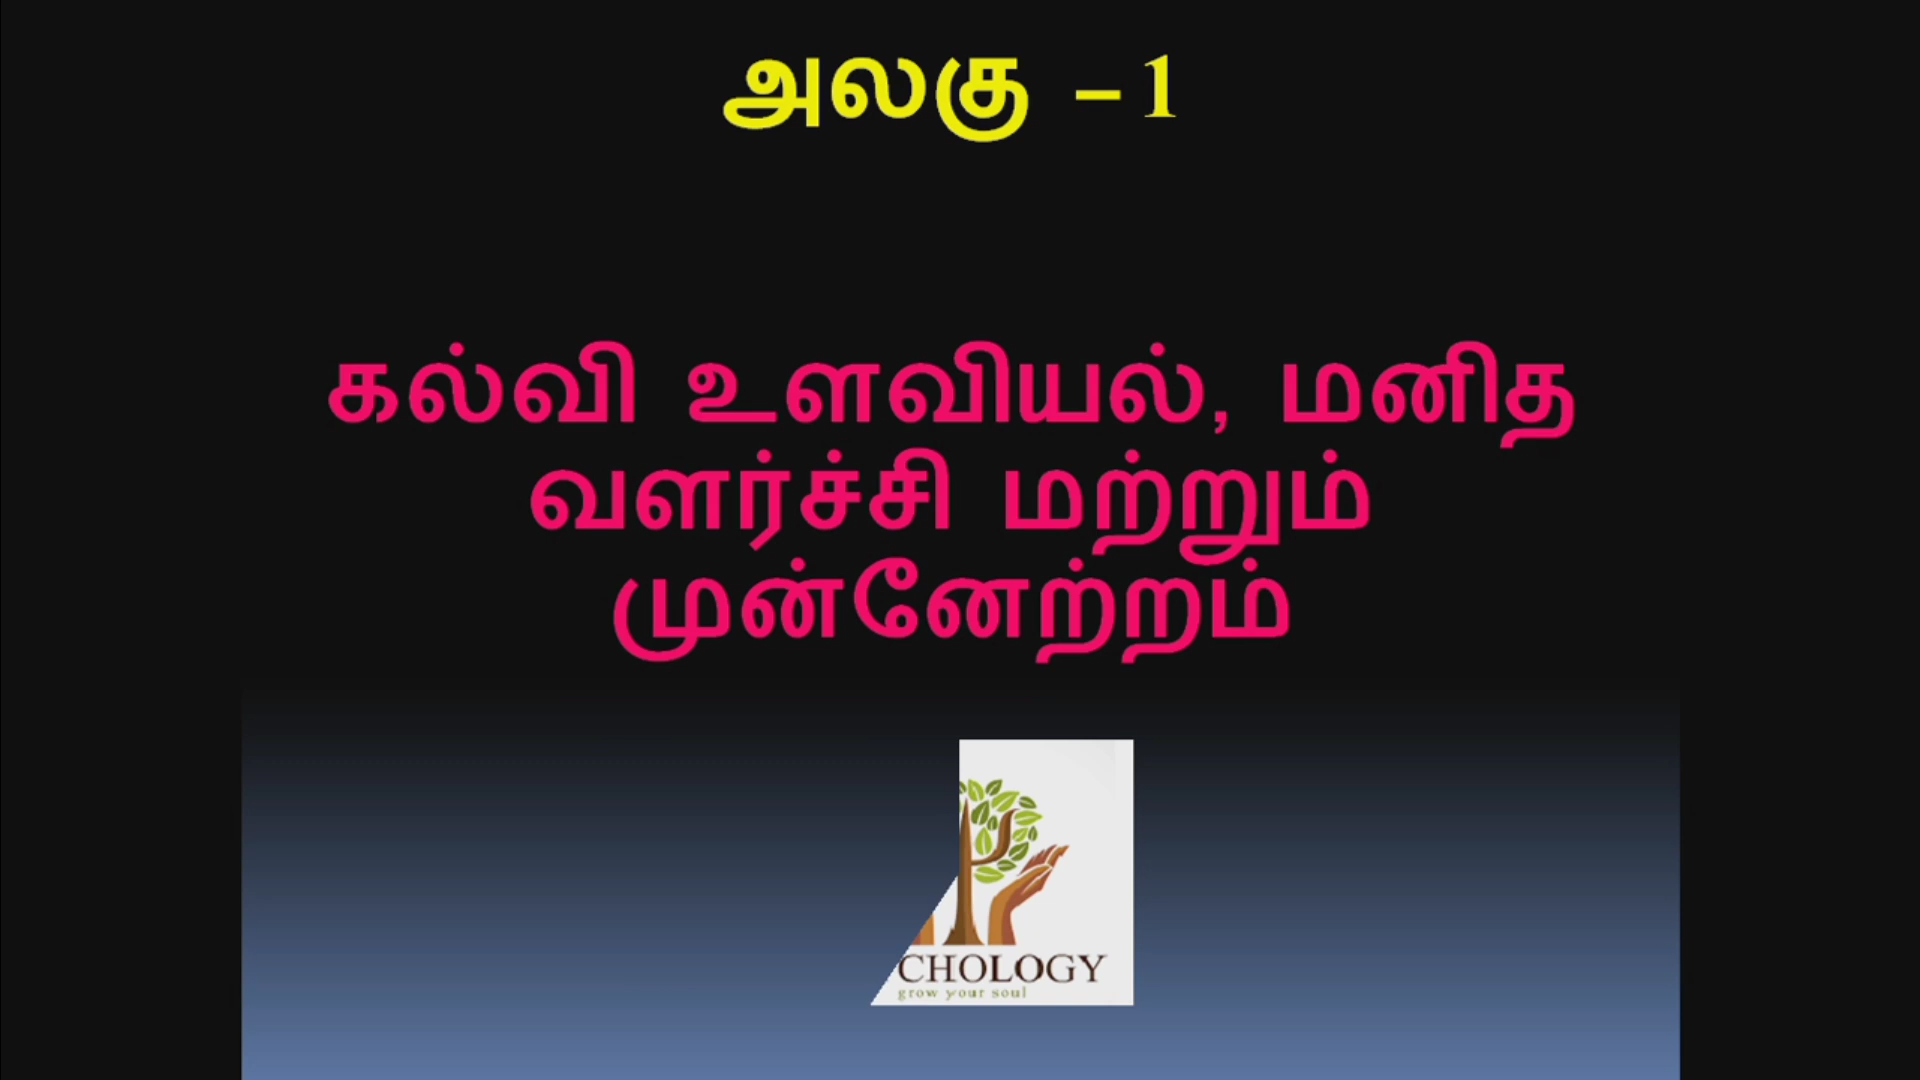 அலகு – 1
கல்வி உளவியல், மனித
வளர்ச்சி மற்றும்
முன்னேற்றம்
CHOLOGY
grow your soul